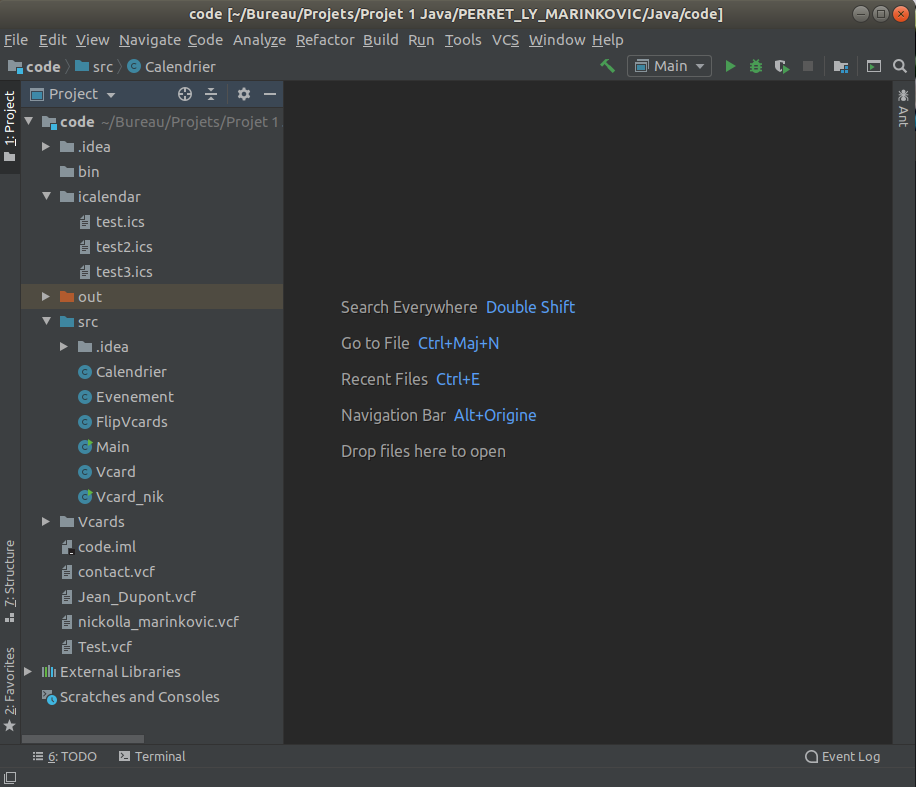 code [~/Bureau/Projets/Projet 1 Java/PERRET_LY_MARINKOVIC/Java/code]
File Edit View Navigate Code Analyze Refactor Build Run Tools VCS Window Help
code src Calendrier Main
1: Project
Project
Ant
code ~/Bureau/Projets/Projet 1
.idea
bin
icalendar
test.ics
test2.ics
test3.ics
out
src
.idea
Calendrier
Evenement
FlipVcards
Main
Vcard
Vcard_nik
Vcards
code.iml
contact.vcf
Jean_Dupont.vcf
nickolla_marinkovic.vcf
Test.vcf
External Libraries
Scratches and Consoles
Search Everywhere Double Shift
Go to File Ctrl+Maj+N
Recent Files Ctrl+E
Navigation Bar Alt+Origine
Drop files here to open
7: Structure
2: Favorites
6: TODO Terminal Event Log